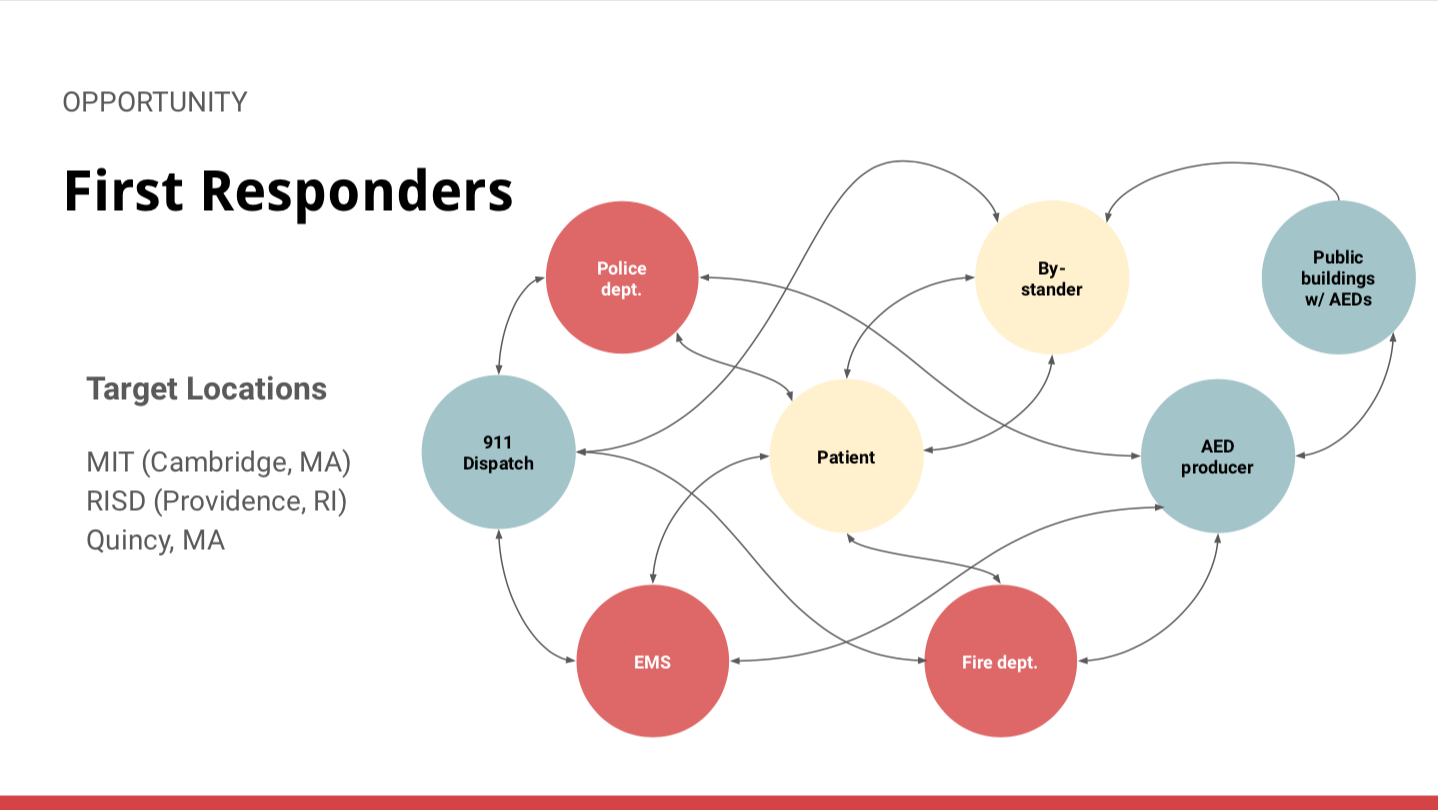 OPPORTUNITY
First Responders
Target Locations
MIT (Cambridge, MA)
RISD (Providence, RI)
Quincy, MA
Police
dept.
By-
stander
Public
buildings
w/ AEDs
911
Dispatch
Patient
AED
producer
EMS
Fire dept.